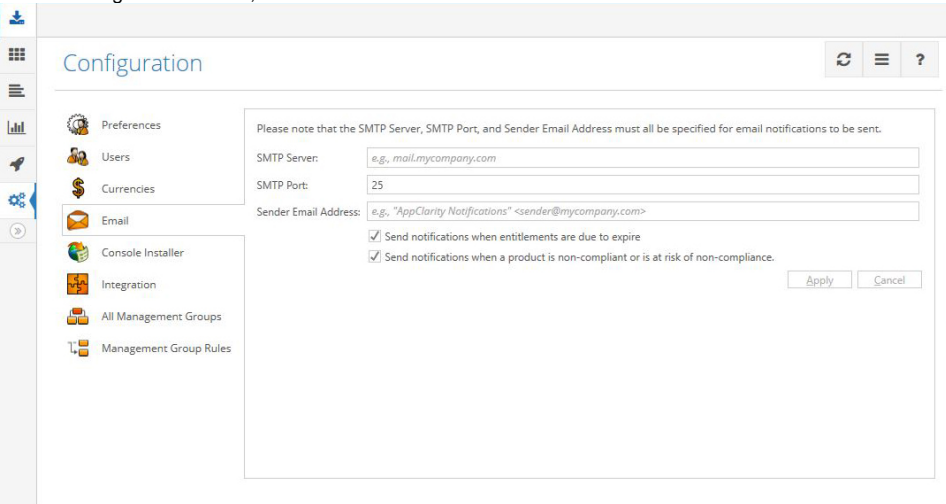 Configuration
?
Preferences
Users
Currencies
Email
Console Installer
Integration
All Management Groups
Management Group Rules
Please note that the SMTP Server, SMTP Port, and Sender Email Address must all be specified for email notifications to be sent.
SMTP Server: e.g., mail.mycompany.com
SMTP Port: 25
Sender Email Address: e.g., "AppClarity Notifications" <sender@mycompany.com>
Send notifications when entitlements are due to expire
Send notifications when a product is non-compliant or is at risk of non-compliance.
Apply Cancel